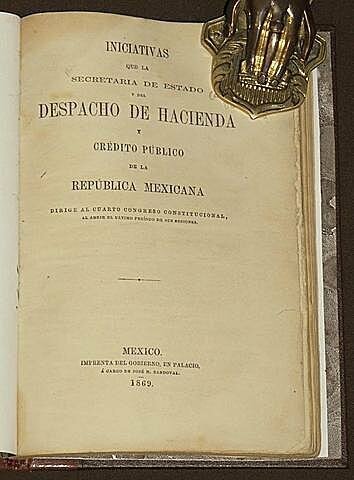 INICIATIVAS
QUE LA
SECRETARIA DE ESTADO
Y DEL
DESPACHO DE HACIENDA
Y
CRÉDITO PÚBLICO
DE LA
REPÚBLICA MEXICANA
DIRIGE AL CUARTO CONGRESO CONSTITUCIONAL,
AL ABRIR EL ÚLTIMO PERÍODO DE SUS SESIONES.
MEXICO.
IMPRENTA DEL GOBIERNO, EN PALACIO,
Á CARGO DE JOSÉ M. SANDOVAL.
1869.